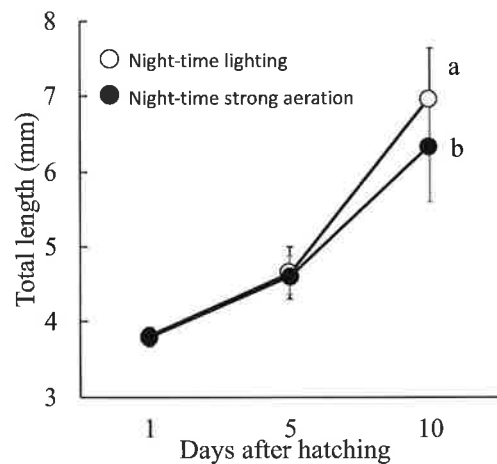 8
7
6
5
4
3
Total length (mm)
Night-time lighting
Night-time strong aeration
a
b
1 5 10
Days after hatching